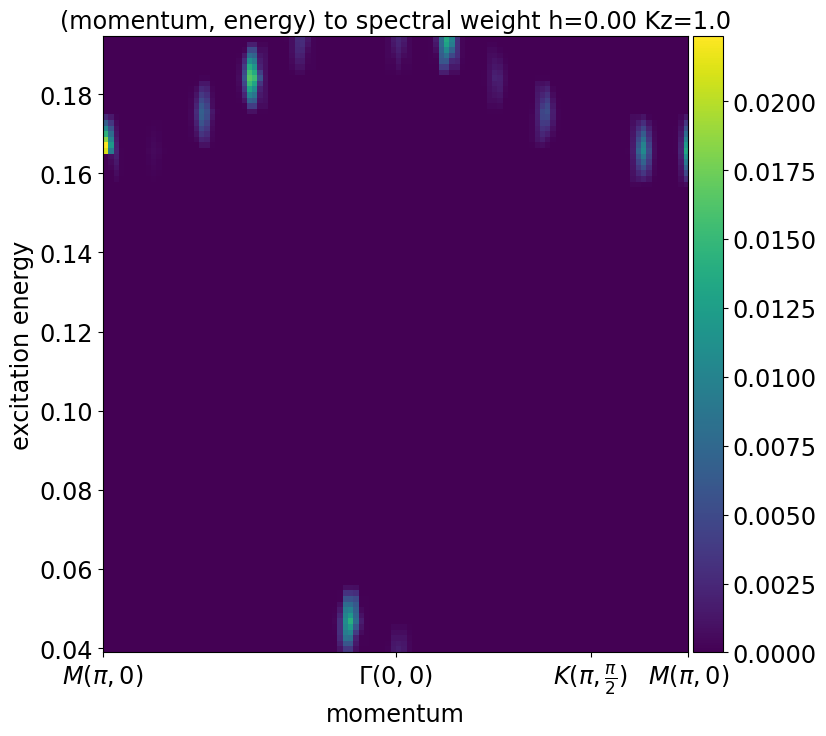 (momentum, energy) to spectral weight h=0.00 Kz=1.0
excitation energy
0.18
0.16
0.14
0.12
0.10
0.08
0.06
0.04
0.0200
0.0175
0.0150
0.0125
0.0100
0.0075
0.0050
0.0025
0.0000
M(π, 0)
Γ(0, 0)
K(π, π/2)
M(π, 0)
momentum